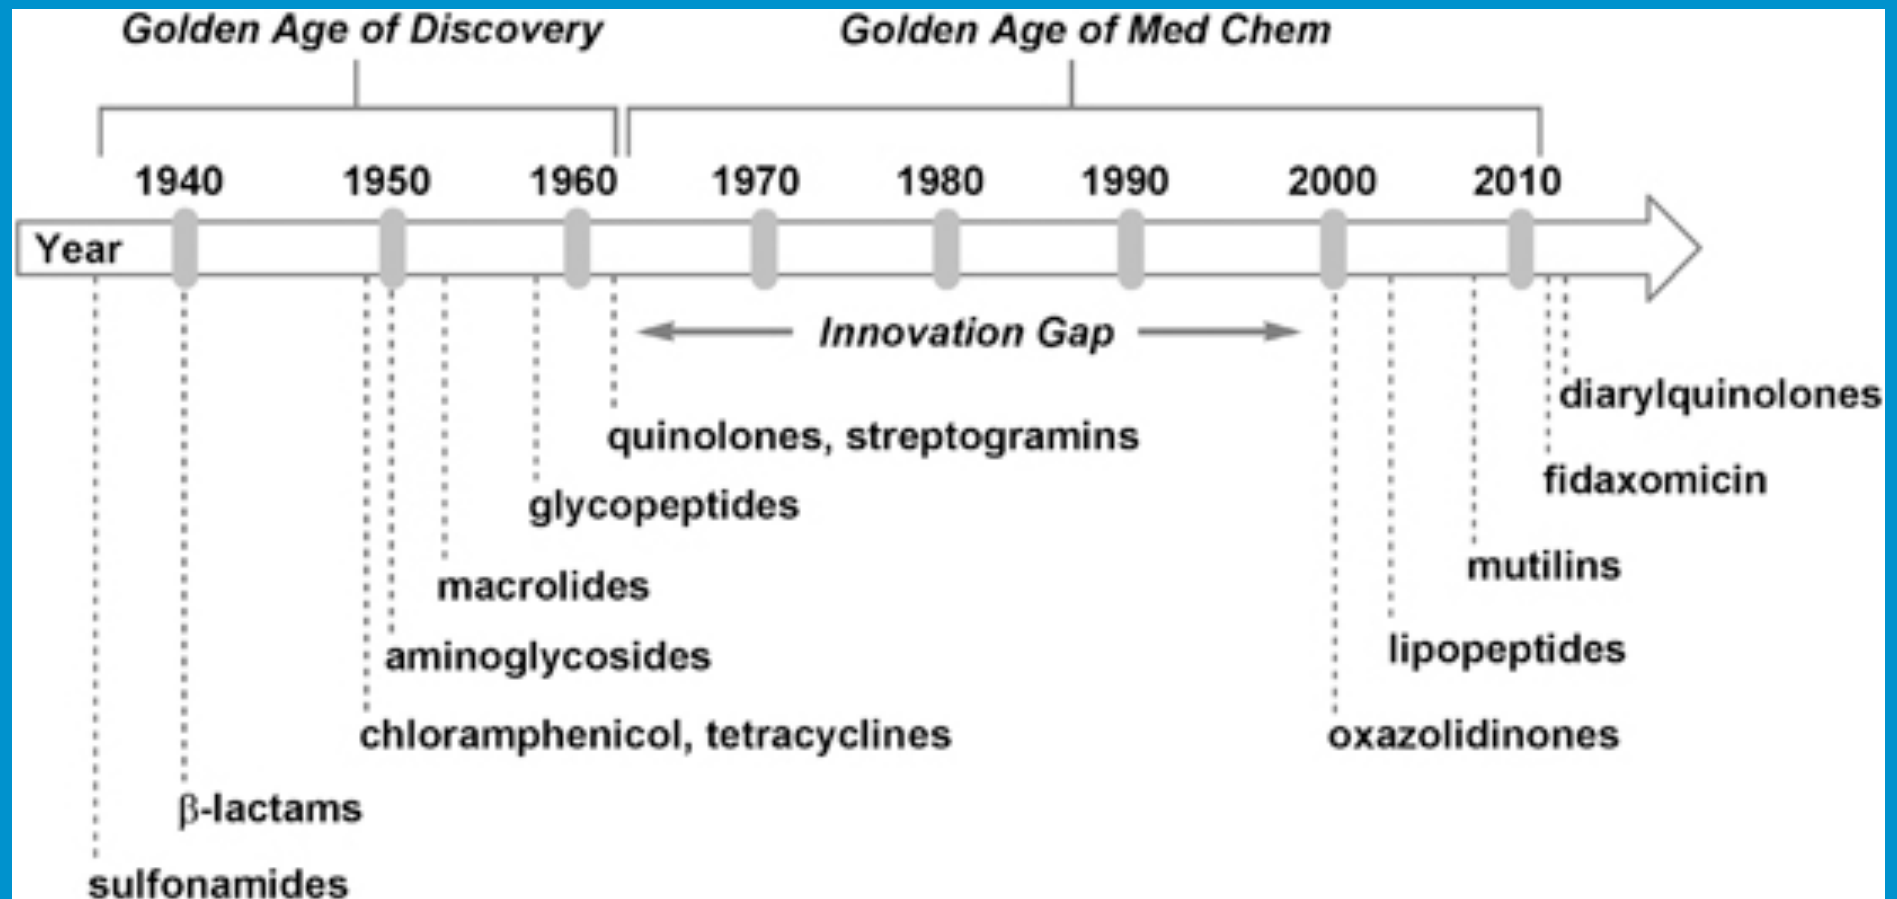 Golden Age of Discovery
Golden Age of Med Chem
1940 1950 1960 1970 1980 1990 2000 2010
Year
Innovation Gap
diarylquinolones
quinolones, streptogramins
fidaxomicin
glycopeptides
mutilins
macrolides
lipopeptides
aminoglycosides
chloramphenicol, tetracyclines
oxazolidinones
β-lactams
sulfonamides